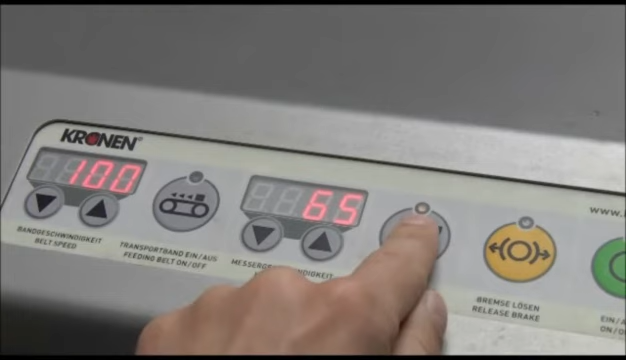 KRONEN®
100
65
WWW.
BANDGESCHWINDIGKEIT
BELT SPEED
TRANSPORTBAND EIN/AUS
FEEDING BELT ON/OFF
BREMSE LÖSEN
RELEASE BRAKE
EIN/
ON/